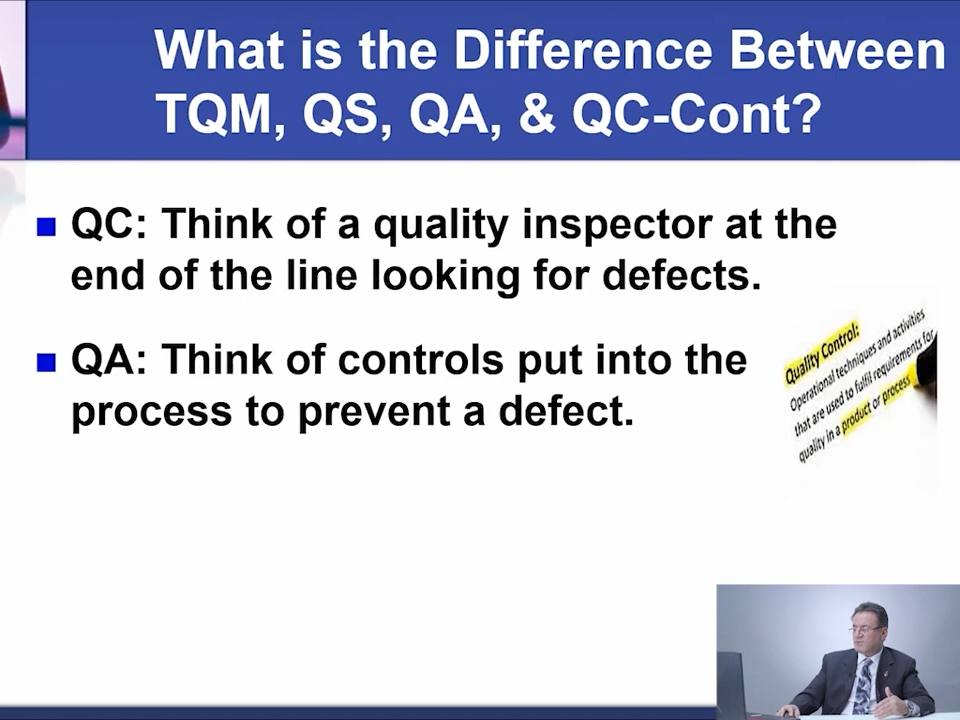 What is the Difference Between
TQM, QS, QA, & QC-Cont?
QC: Think of a quality inspector at the
end of the line looking for defects.
QA: Think of controls put into the
process to prevent a defect.
Quality Control:
Operational techniques and activities
that are used to fulfil requirements for
quality in a product or process